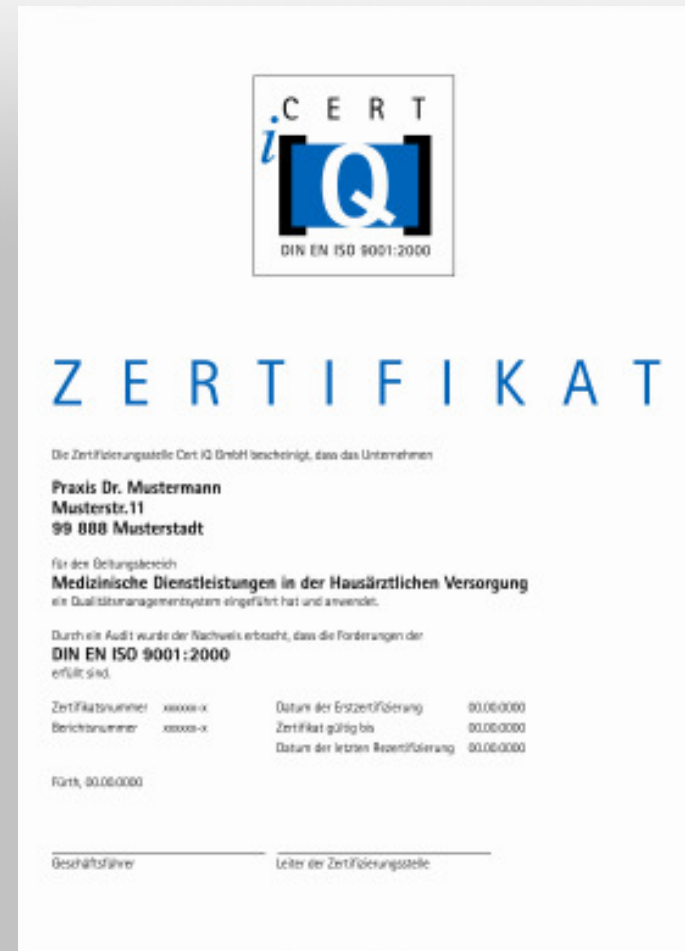 CERT
i
Q
DIN EN ISO 9001:2000
ZERTIFIKAT
Die Zertifizierungsstelle Cert iQ GmbH bescheinigt, dass das Unternehmen
Praxis Dr. Mustermann
Musterstr.11
99 888 Musterstadt
für den Geltungsbereich
Medizinische Dienstleistungen in der Hausärztlichen Versorgung
ein Qualitätsmanagementsystem eingeführt hat und anwendet.
Durch ein Audit wurde der Nachweis erbracht, dass die Forderungen der
DIN EN ISO 9001:2000
erfüllt sind.
Zertifikatsnummer xxxxxx-x Datum der Erstzertifizierung 00.00.0000
Berichtsnummer xxxxxx-x Zertifikat gültig bis 00.00.0000
Datum der letzten Rezertifizierung 00.00.0000
Fürth, 00.00.0000
Geschäftsführer Leiter der Zertifizierungsstelle